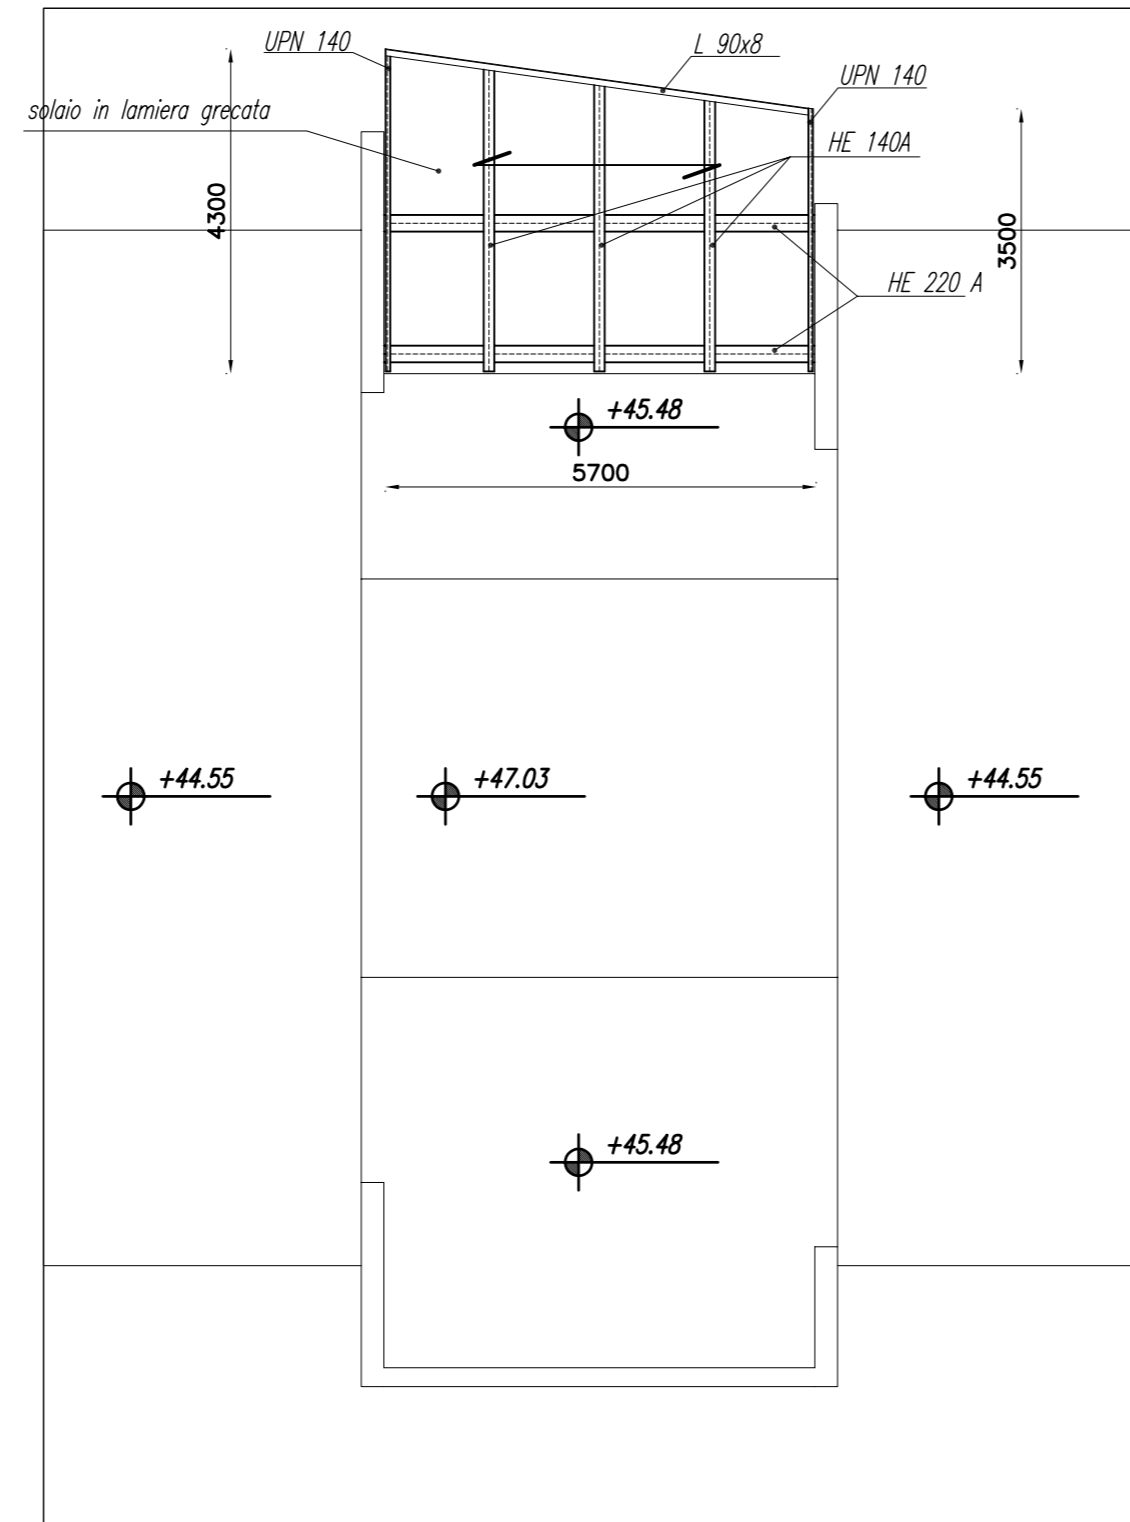 UPN 140
L 90x8
UPN 140
solaio in lamiera grecata
HE 140A
4300
3500
HE 220 A
+45.48
5700
+44.55
+47.03
+44.55
+45.48